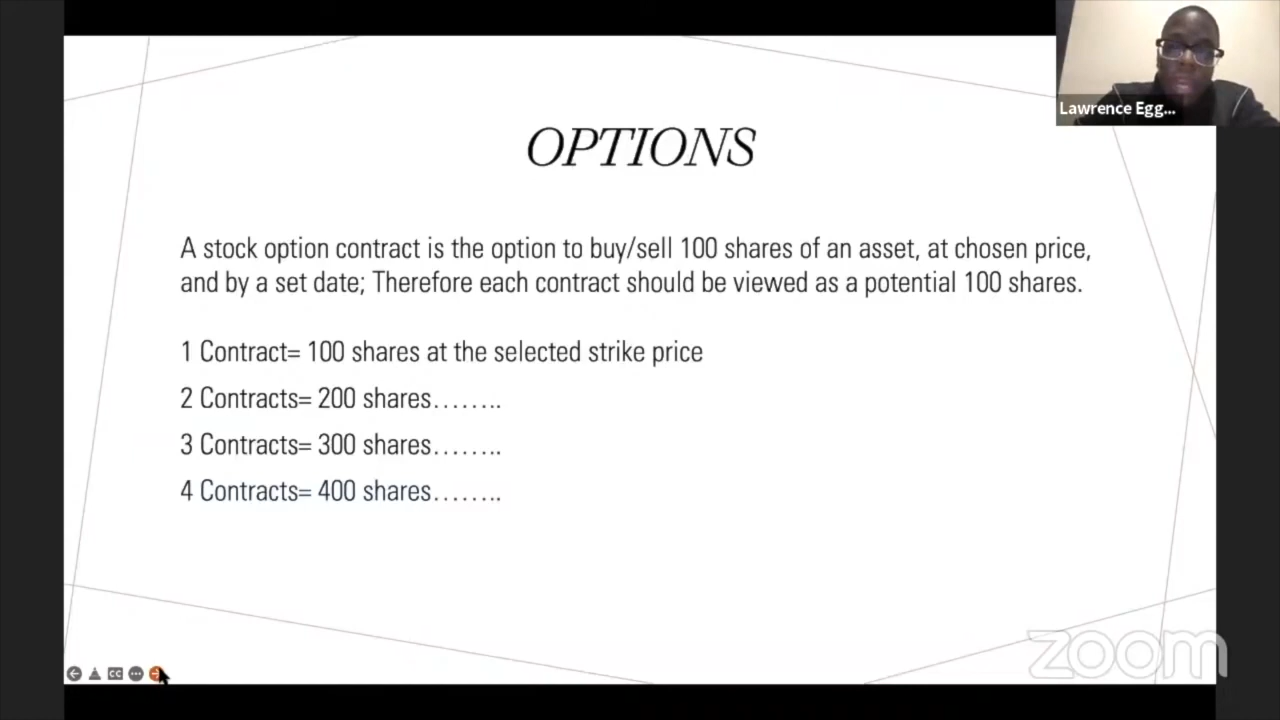 Lawrence Egg...
OPTIONS
A stock option contract is the option to buy/sell 100 shares of an asset, at chosen price,
and by a set date; Therefore each contract should be viewed as a potential 100 shares.
1 Contract= 100 shares at the selected strike price
2 Contracts= 200 shares........
3 Contracts= 300 shares........
4 Contracts= 400 shares........
CC
zoom